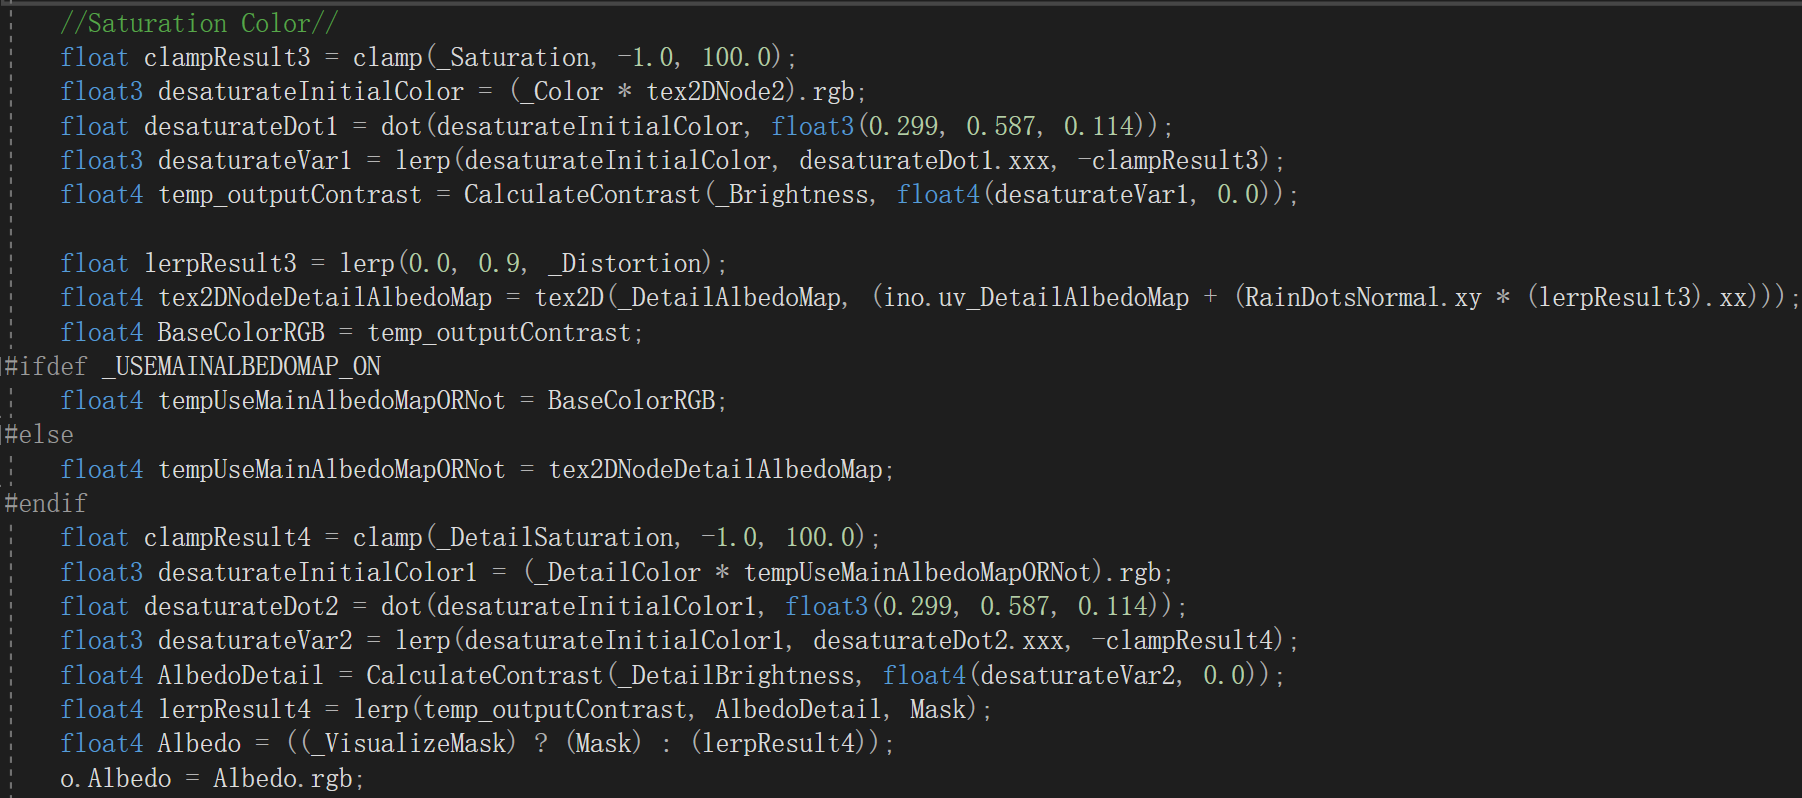 //Saturation Color//
float clampResult3 = clamp(_Saturation, -1.0, 100.0);
float3 desaturateInitialColor = (_Color * tex2DNode2).rgb;
float desaturateDot1 = dot(desaturateInitialColor, float3(0.299, 0.587, 0.114));
float3 desaturateVar1 = lerp(desaturateInitialColor, desaturateDot1.xxx, -clampResult3);
float4 temp_outputContrast = CalculateContrast(_Brightness, float4(desaturateVar1, 0.0));
float lerpResult3 = lerp(0.0, 0.9, _Distortion);
float4 tex2DNodeDetailAlbedoMap = tex2D(_DetailAlbedoMap, (ino.uv_DetailAlbedoMap + (RainDotsNormal.xy * (lerpResult3).xx)));
float4 BaseColorRGB = temp_outputContrast;
#ifdef _USEMAINALBEDOMAP_ON
float4 tempUseMainAlbedoMapORNot = BaseColorRGB;
#else
float4 tempUseMainAlbedoMapORNot = tex2DNodeDetailAlbedoMap;
#endif
float clampResult4 = clamp(_DetailSaturation, -1.0, 100.0);
float3 desaturateInitialColor1 = (_DetailColor * tempUseMainAlbedoMapORNot).rgb;
float desaturateDot2 = dot(desaturateInitialColor1, float3(0.299, 0.587, 0.114));
float3 desaturateVar2 = lerp(desaturateInitialColor1, desaturateDot2.xxx, -clampResult4);
float4 AlbedoDetail = CalculateContrast(_DetailBrightness, float4(desaturateVar2, 0.0));
float4 lerpResult4 = lerp(temp_outputContrast, AlbedoDetail, Mask);
float4 Albedo = ((_VisualizeMask) ? (Mask) : (lerpResult4));
o.Albedo = Albedo.rgb;